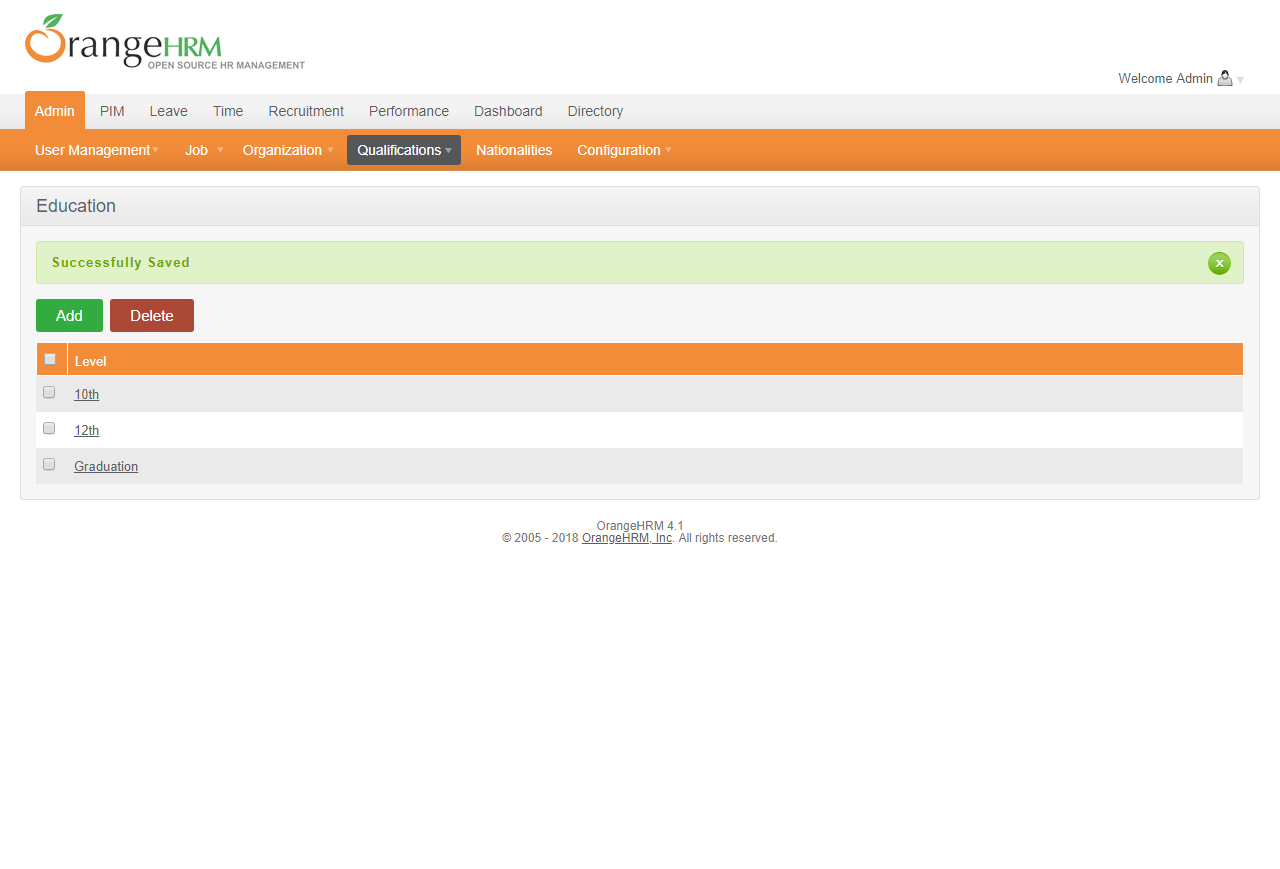 OrangeHRM
OPEN SOURCE HR MANAGEMENT
Welcome Admin
Admin PIM Leave Time Recruitment Performance Dashboard Directory
User Management Job Organization Qualifications Nationalities Configuration
Education
Successfully Saved
Add Delete
Level
10th
12th
Graduation
OrangeHRM 4.1
© 2005 - 2018 OrangeHRM, Inc. All rights reserved.